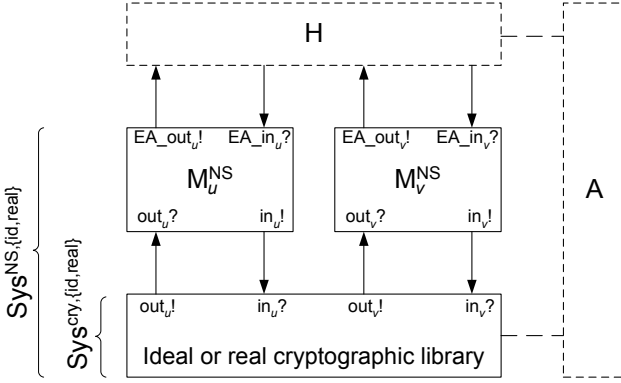 H
A
EA_out_u! EA_in_u? EA_out_v! EA_in_v?
M_u^NS M_v^NS
out_u? in_u! out_v? in_v!
out_u! in_u? out_v! in_v?
Ideal or real cryptographic library
Sys^NS,{id,real}
Sys^cry,{id,real}